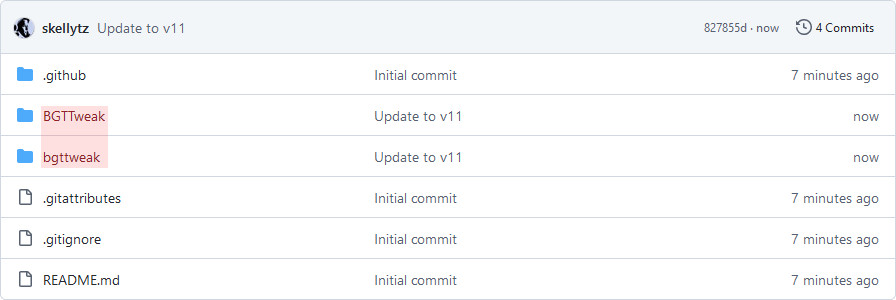 skellytz Update to v11 827855d · now 4 Commits
.github Initial commit 7 minutes ago
BGTTweak Update to v11 now
bgttweak Update to v11 now
.gitattributes Initial commit 7 minutes ago
.gitignore Initial commit 7 minutes ago
README.md Initial commit 7 minutes ago